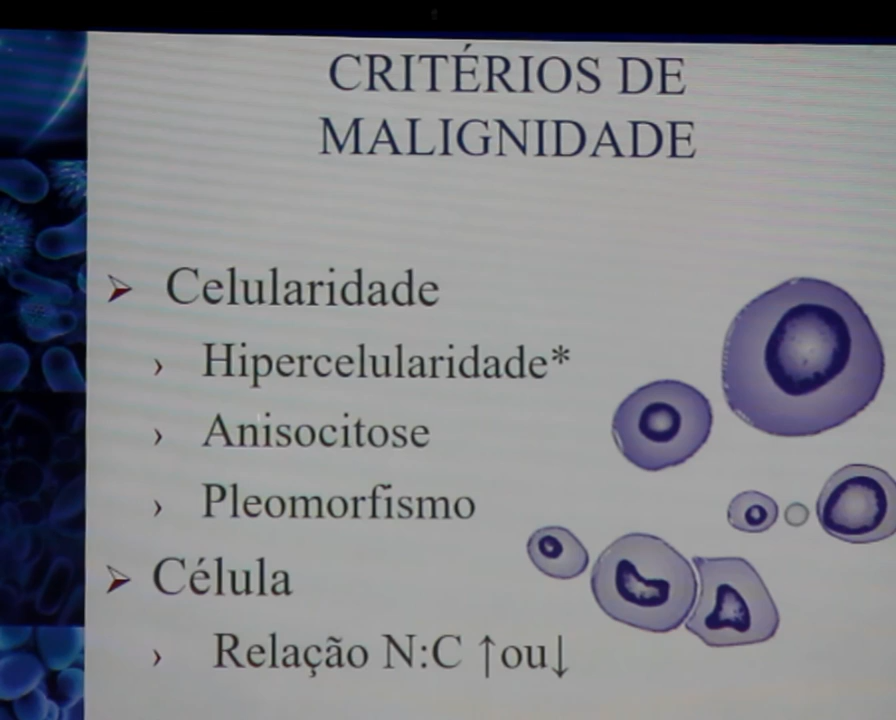 CRITÉRIOS DE
MALIGNIDADE
Celularidade
Hipercelularidade*
Anisocitose
Pleomorfismo
Célula
Relação N:C ↑ou↓